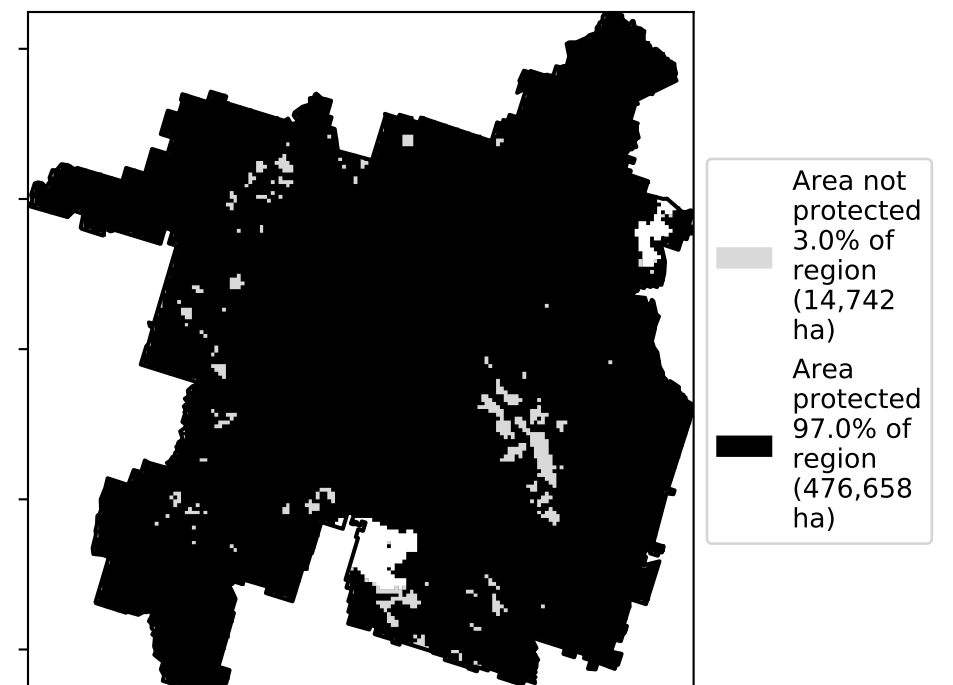 Area not
protected
3.0% of
region
(14,742
ha)
Area
protected
97.0% of
region
(476,658
ha)